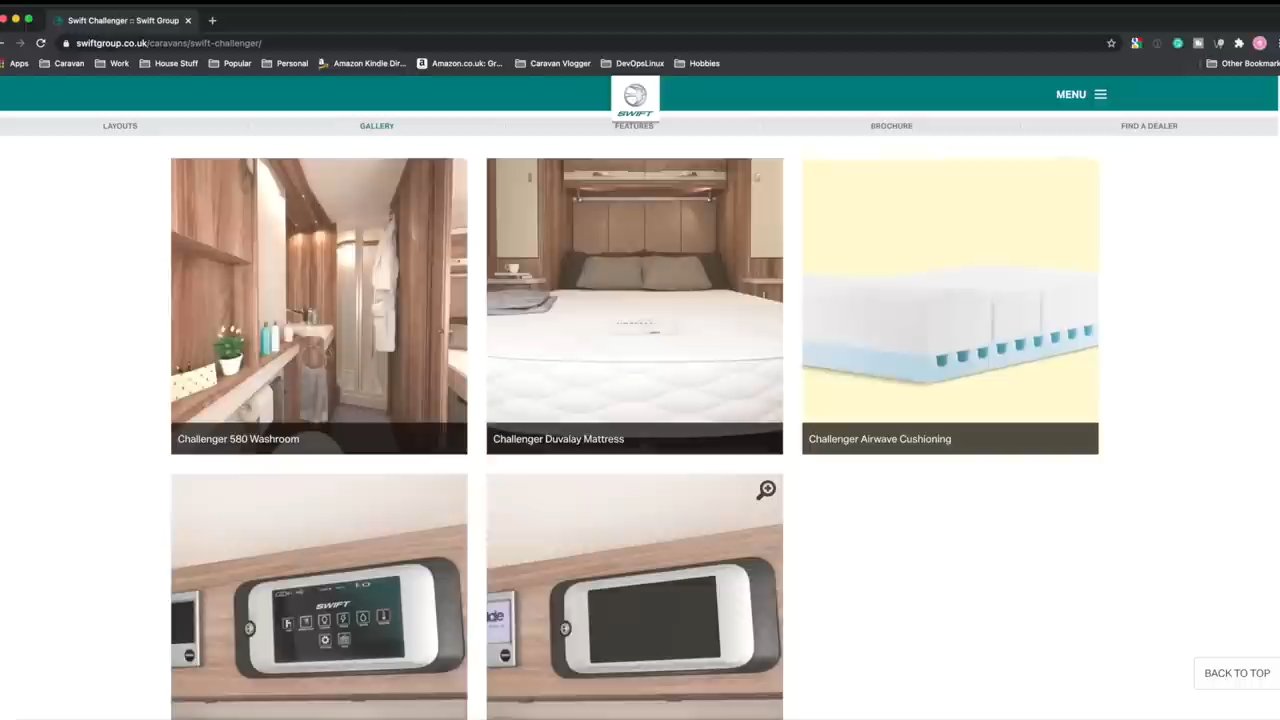 Swift Challenger :: Swift Group
swiftgroup.co.uk/caravans/swift-challenger/
Apps Caravan Work House Stuff Popular Personal Amazon Kindle Dir... Amazon.co.uk: Gr... Caravan Vlogger DevOpsLinux Hobbies Other Bookmark
SWIFT
MENU
LAYOUTS GALLERY FEATURES BROCHURE FIND A DEALER
Challenger 580 Washroom
Challenger Duvalay Mattress
Challenger Airwave Cushioning
SWIFT
BACK TO TOP